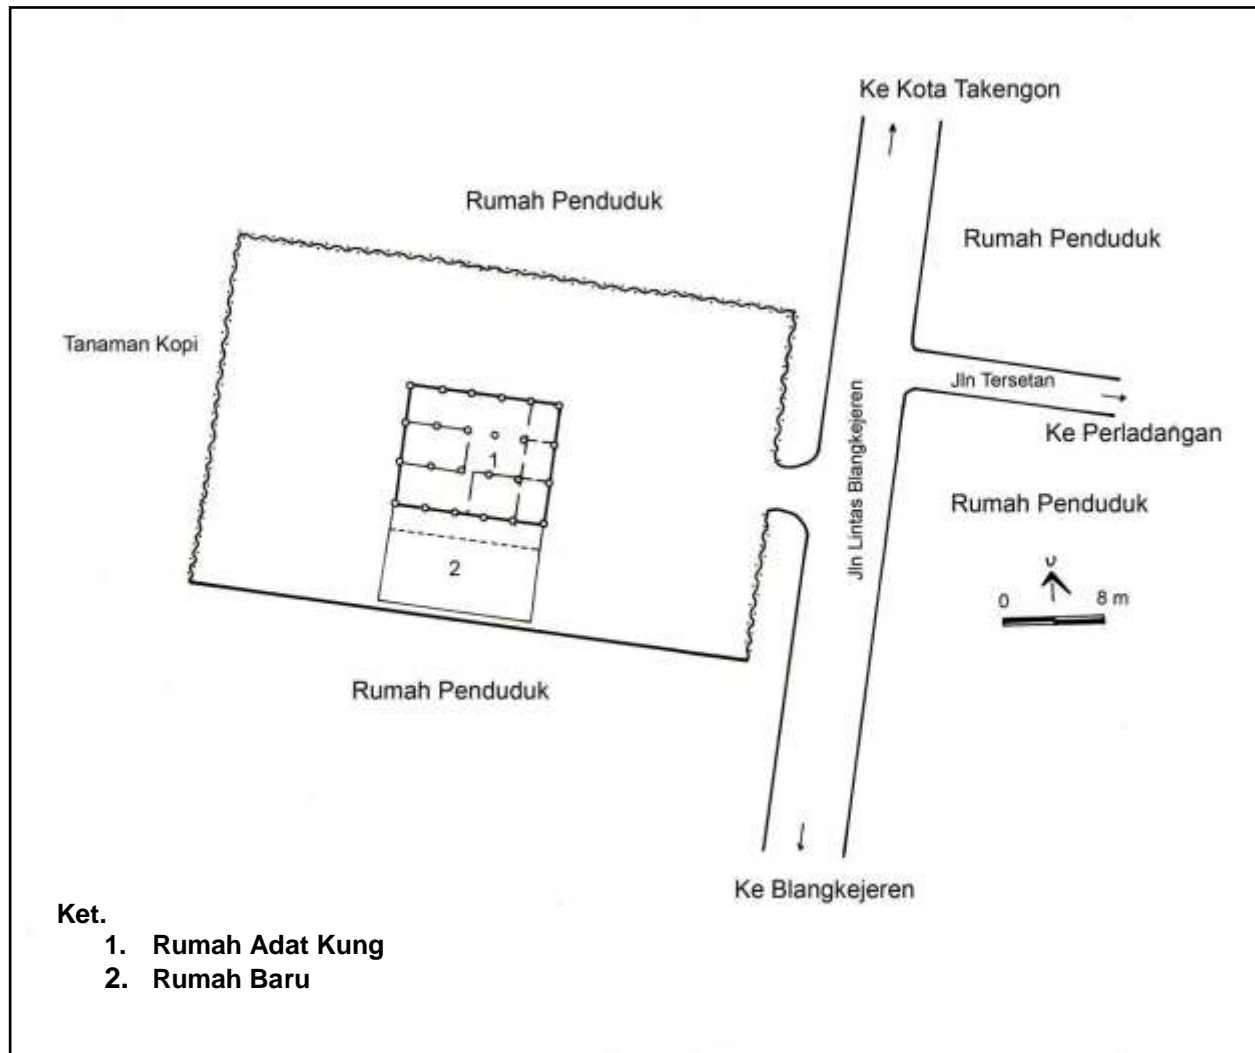 Ke Kota Takengon
Rumah Penduduk
Rumah Penduduk
Tanaman Kopi
Jln Tersetan
Ke Perladangan
1
Jln Lintas Blangkejeren
Rumah Penduduk
2
U
0 8 m
Rumah Penduduk
Ke Blangkejeren
Ket.
1. Rumah Adat Kung
2. Rumah Baru